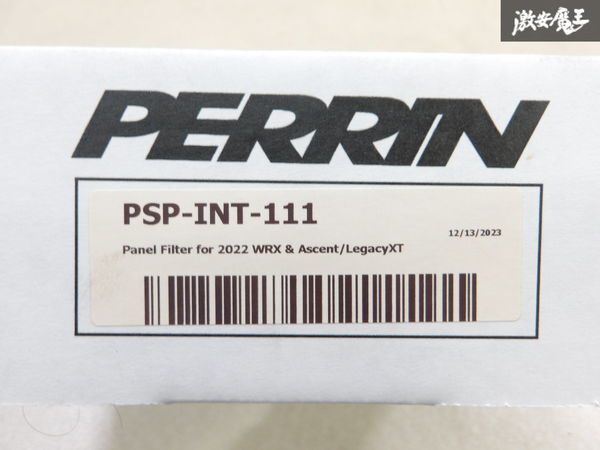 激安魔王
PERRIN
PSP-INT-111
12/13/2023
Panel Filter for 2022 WRX & Ascent/LegacyXT